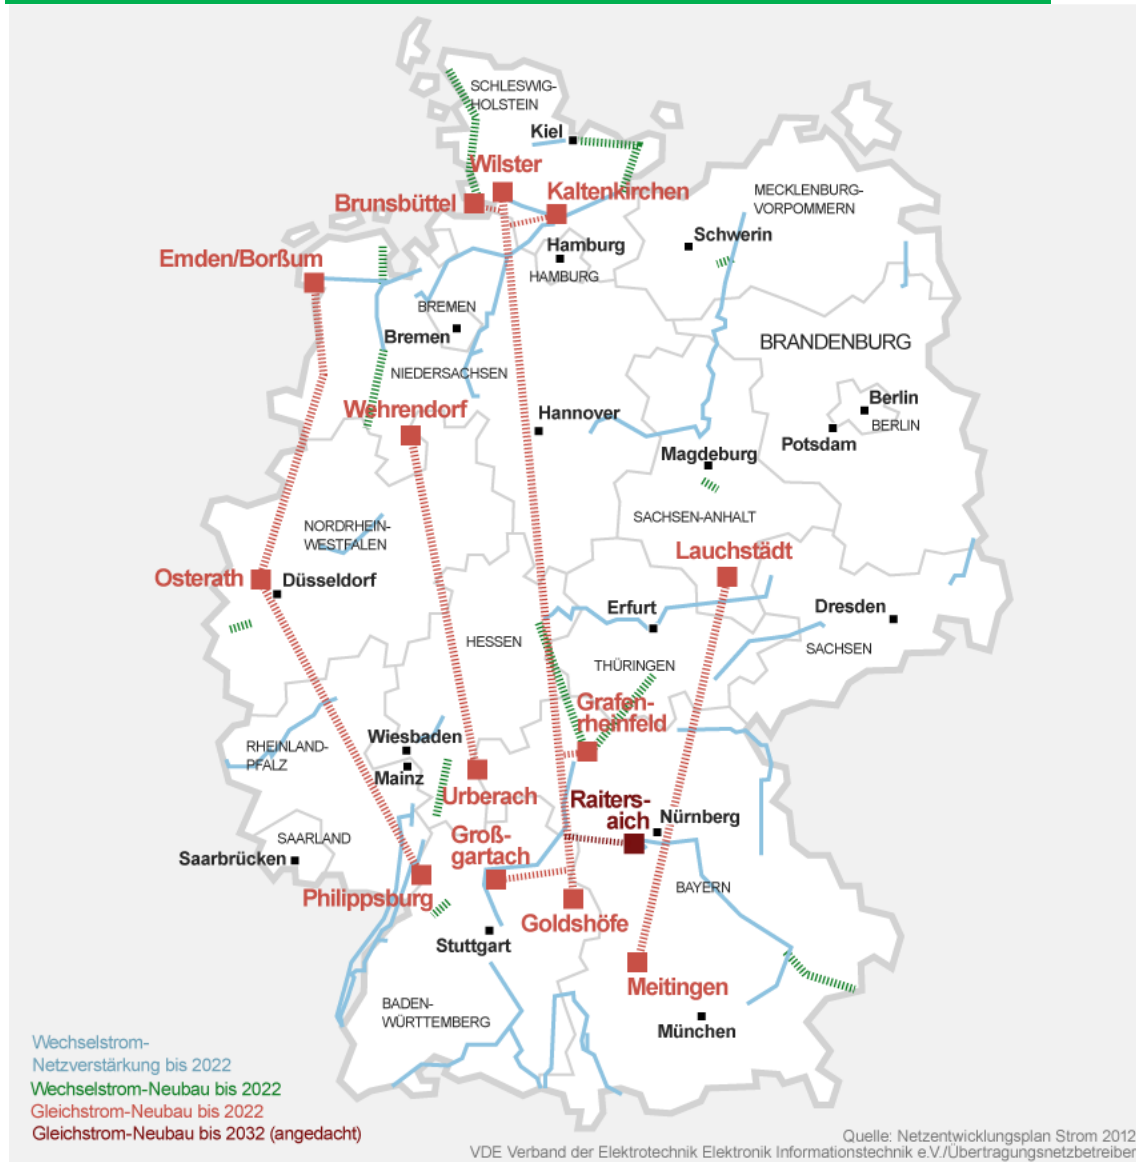 SCHLESWIG-
HOLSTEIN
Kiel
Wilster
Kaltenkirchen
Brunsbüttel
MECKLENBURG-
VORPOMMERN
Schwerin
Hamburg
HAMBURG
Emden/Borßum
BREMEN
Bremen
NIEDERSACHSEN
BRANDENBURG
Wehrendorf
Hannover
Berlin
BERLIN
Potsdam
Magdeburg
SACHSEN-ANHALT
NORDRHEIN-
WESTFALEN
Lauchstädt
Osterath
Düsseldorf
Erfurt
Dresden
HESSEN
SACHSEN
THÜRINGEN
Grafen-
rheinfeld
Wiesbaden
RHEINLAND-
PFALZ
Mainz
Urberach
Raiters-
aich
Nürnberg
Groß-
gartach
SAARLAND
Saarbrücken
BAYERN
Philippsburg
Goldshöfe
Stuttgart
Meitingen
BADEN-
WÜRTTEMBERG
München
Wechselstrom-
Netzverstärkung bis 2022
Wechselstrom-Neubau bis 2022
Gleichstrom-Neubau bis 2022
Gleichstrom-Neubau bis 2032 (angedacht)
Quelle: Netzentwicklungsplan Strom 2012
VDE Verband der Elektrotechnik Elektronik Informationstechnik e.V./Übertragungsnetzbetreiber